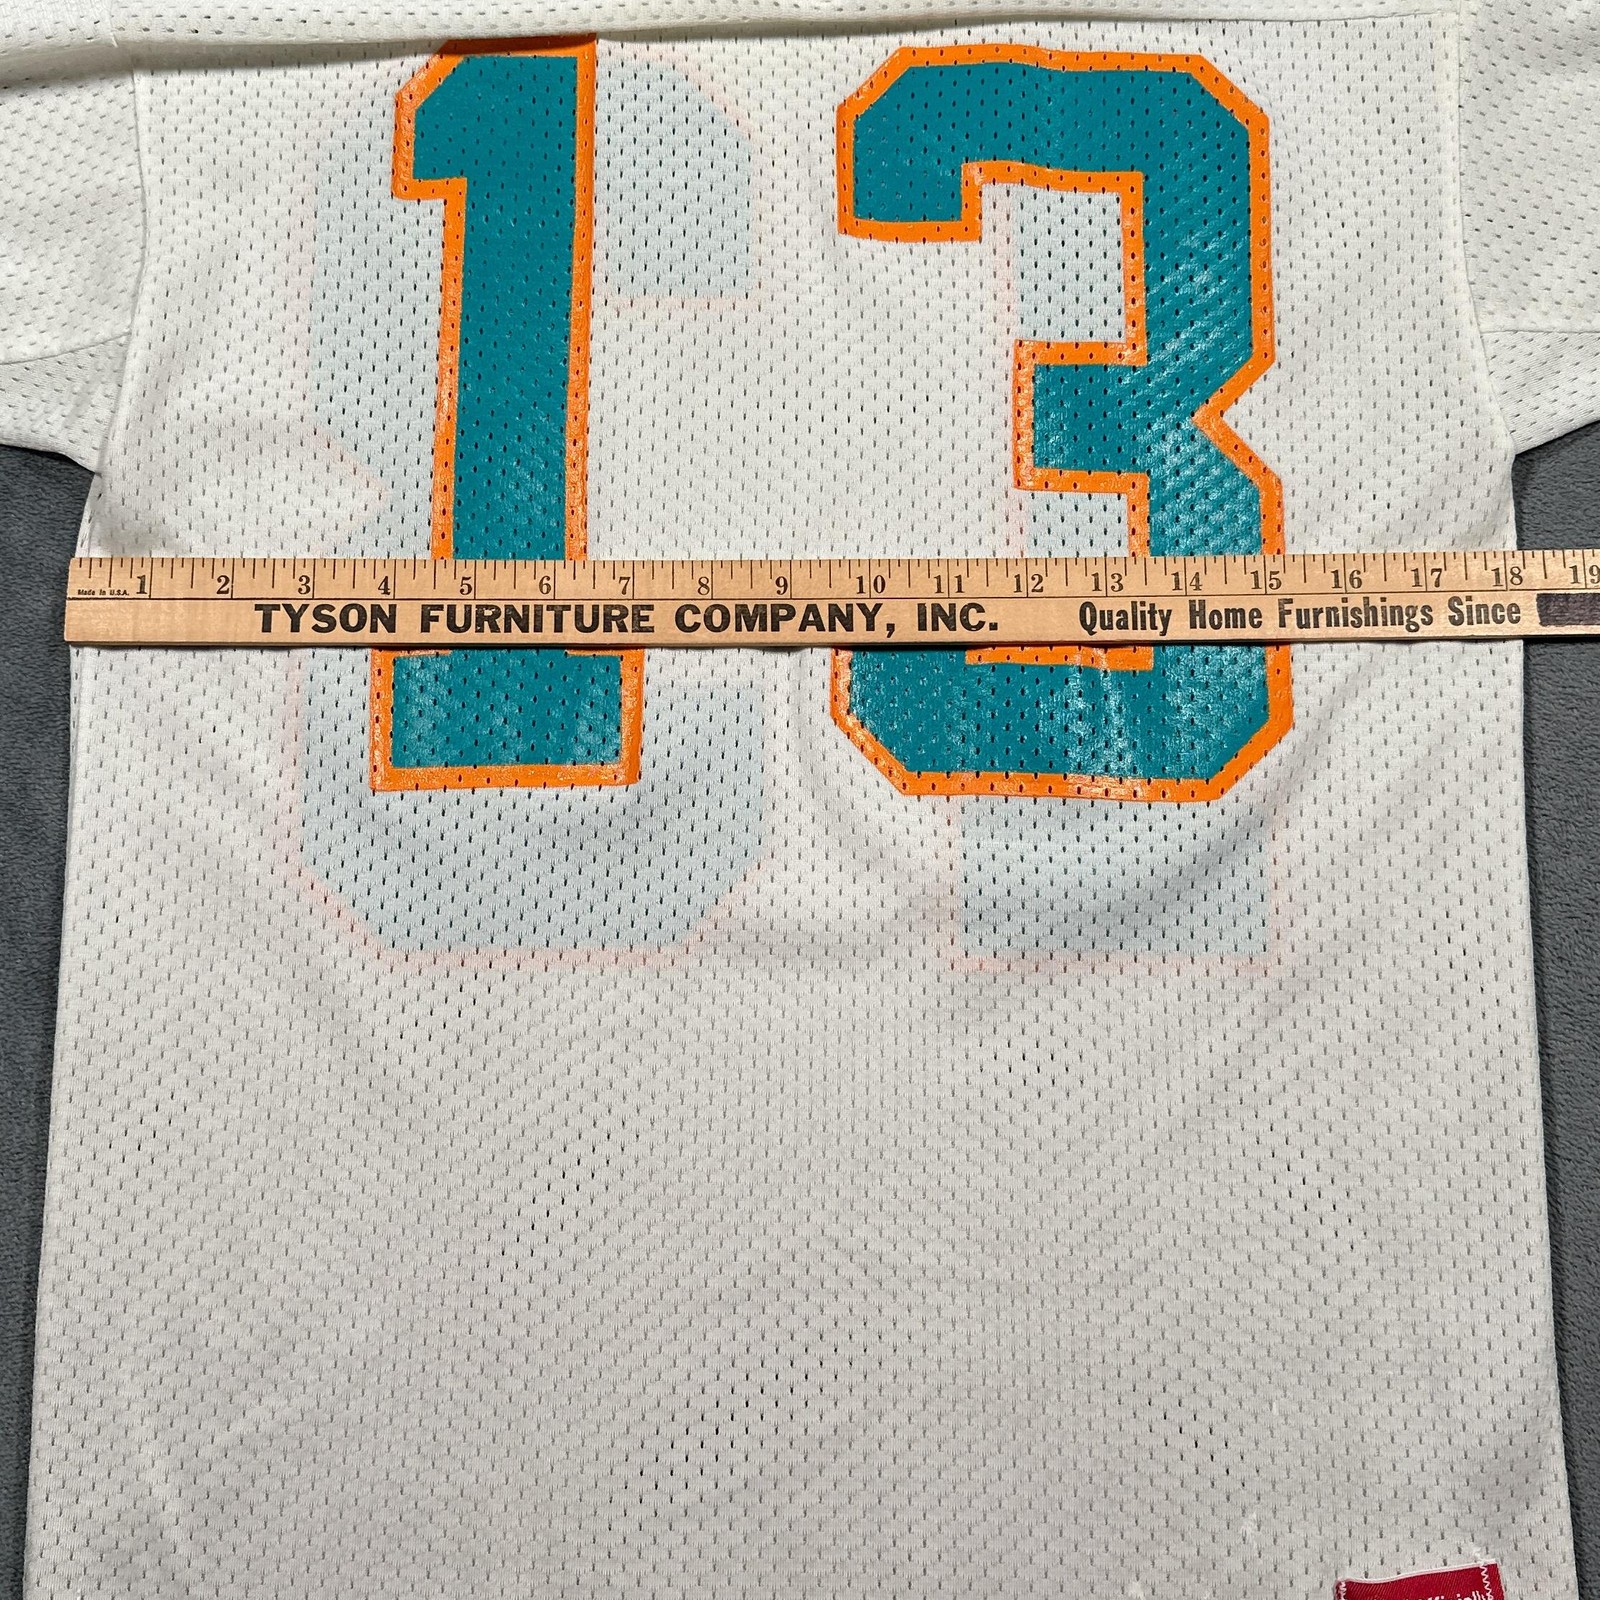 13
1 2 3 4 5 6 7 8 9 10 11 12 13 14 15 16 17 18 19
Made in U.S.A.
TYSON FURNITURE COMPANY, INC. Quality Home Furnishings Since